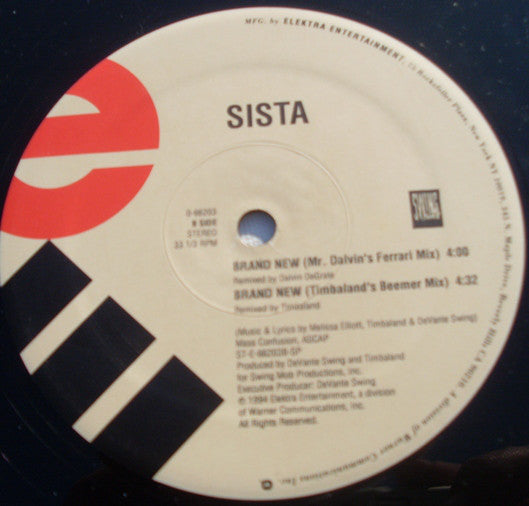 MFG. by ELEKTRA ENTERTAINMENT, 75 Rockefeller Plaza, New York NY 10019, 345 N. Maple Drive, Beverly Hills CA 90210. A division of Warner Communications Inc.
e
SISTA
SWING
0-66203
B SIDE
STEREO
33 1/3 RPM
BRAND NEW (Mr. Dalvin's Ferrari Mix) 4:00
Remixed by Dalvin DeGrate
BRAND NEW (Timbaland's Beemer Mix) 4:32
Remixed by Timbaland
(Music & Lyrics by Melissa Elliott, Timbaland & DeVante Swing)
Mass Confusion, ASCAP
Produced by DeVante Swing and Timbaland
for Swing Mob Productions, Inc.
Executive Producer: DeVante Swing
℗ 1994 Elektra Entertainment, a division
of Warner Communications, Inc.
All Rights Reserved.